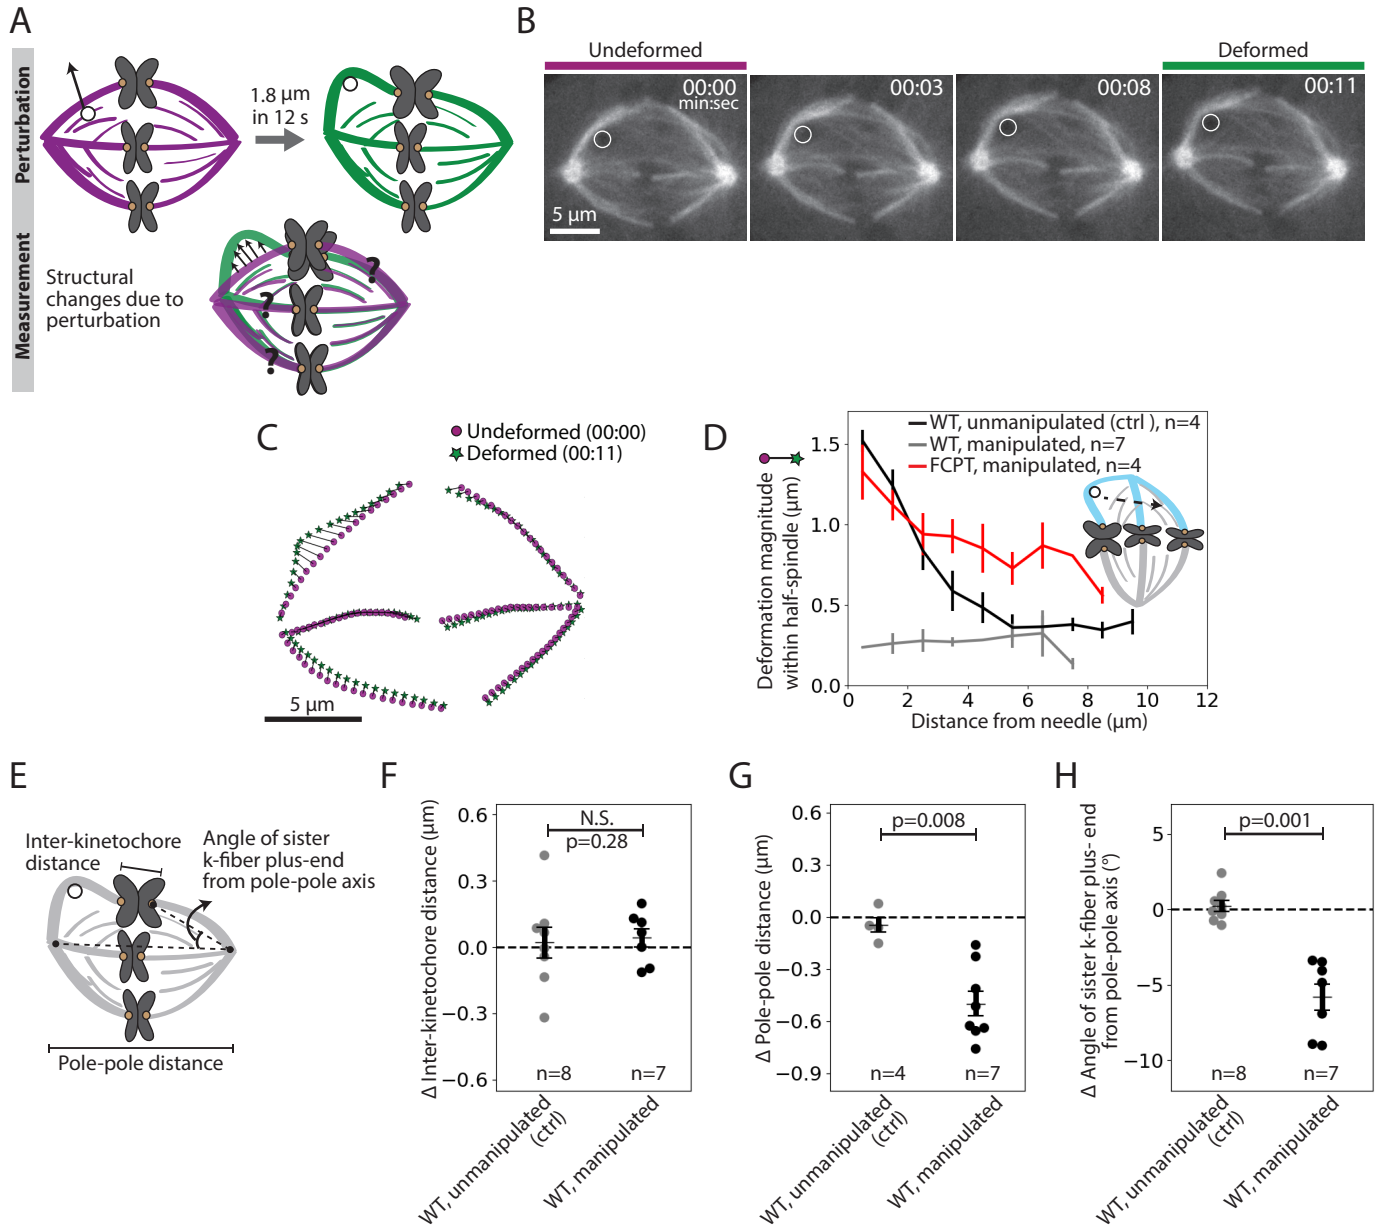 A
Perturbation
1.8 µm
in 12 s
Measurement
Structural
changes due to
perturbation
?
?
?
B
Undeformed
Deformed
00:00
min:sec
00:03
00:08
00:11
5 µm
C
Undeformed (00:00)
Deformed (00:11)
5 µm
D
WT, unmanipulated (ctrl ), n=4
WT, manipulated, n=7
FCPT, manipulated, n=4
Deformation magnitude
within half-spindle (µm)
1.5
1.0
0.5
0.0
0 2 4 6 8 10 12
Distance from needle (µm)
E
Inter-kinetochore
distance
Angle of sister
k-fiber plus-end
from pole-pole axis
Pole-pole distance
F
Δ Inter-kinetochore distance (µm)
0.6
0.3
0.0
−0.3
−0.6
N.S.
p=0.28
n=8 n=7
WT, unmanipulated
(ctrl)
WT, manipulated
G
Δ Pole-pole distance (µm)
0.6
0.3
0.0
−0.3
−0.6
−0.9
p=0.008
n=4 n=7
WT, unmanipulated
(ctrl)
WT, manipulated
H
Δ Angle of sister k-fiber plus- end
from pole-pole axis (°)
5
0
−5
−10
p=0.001
n=8 n=7
WT, unmanipulated
(ctrl)
WT, manipulated